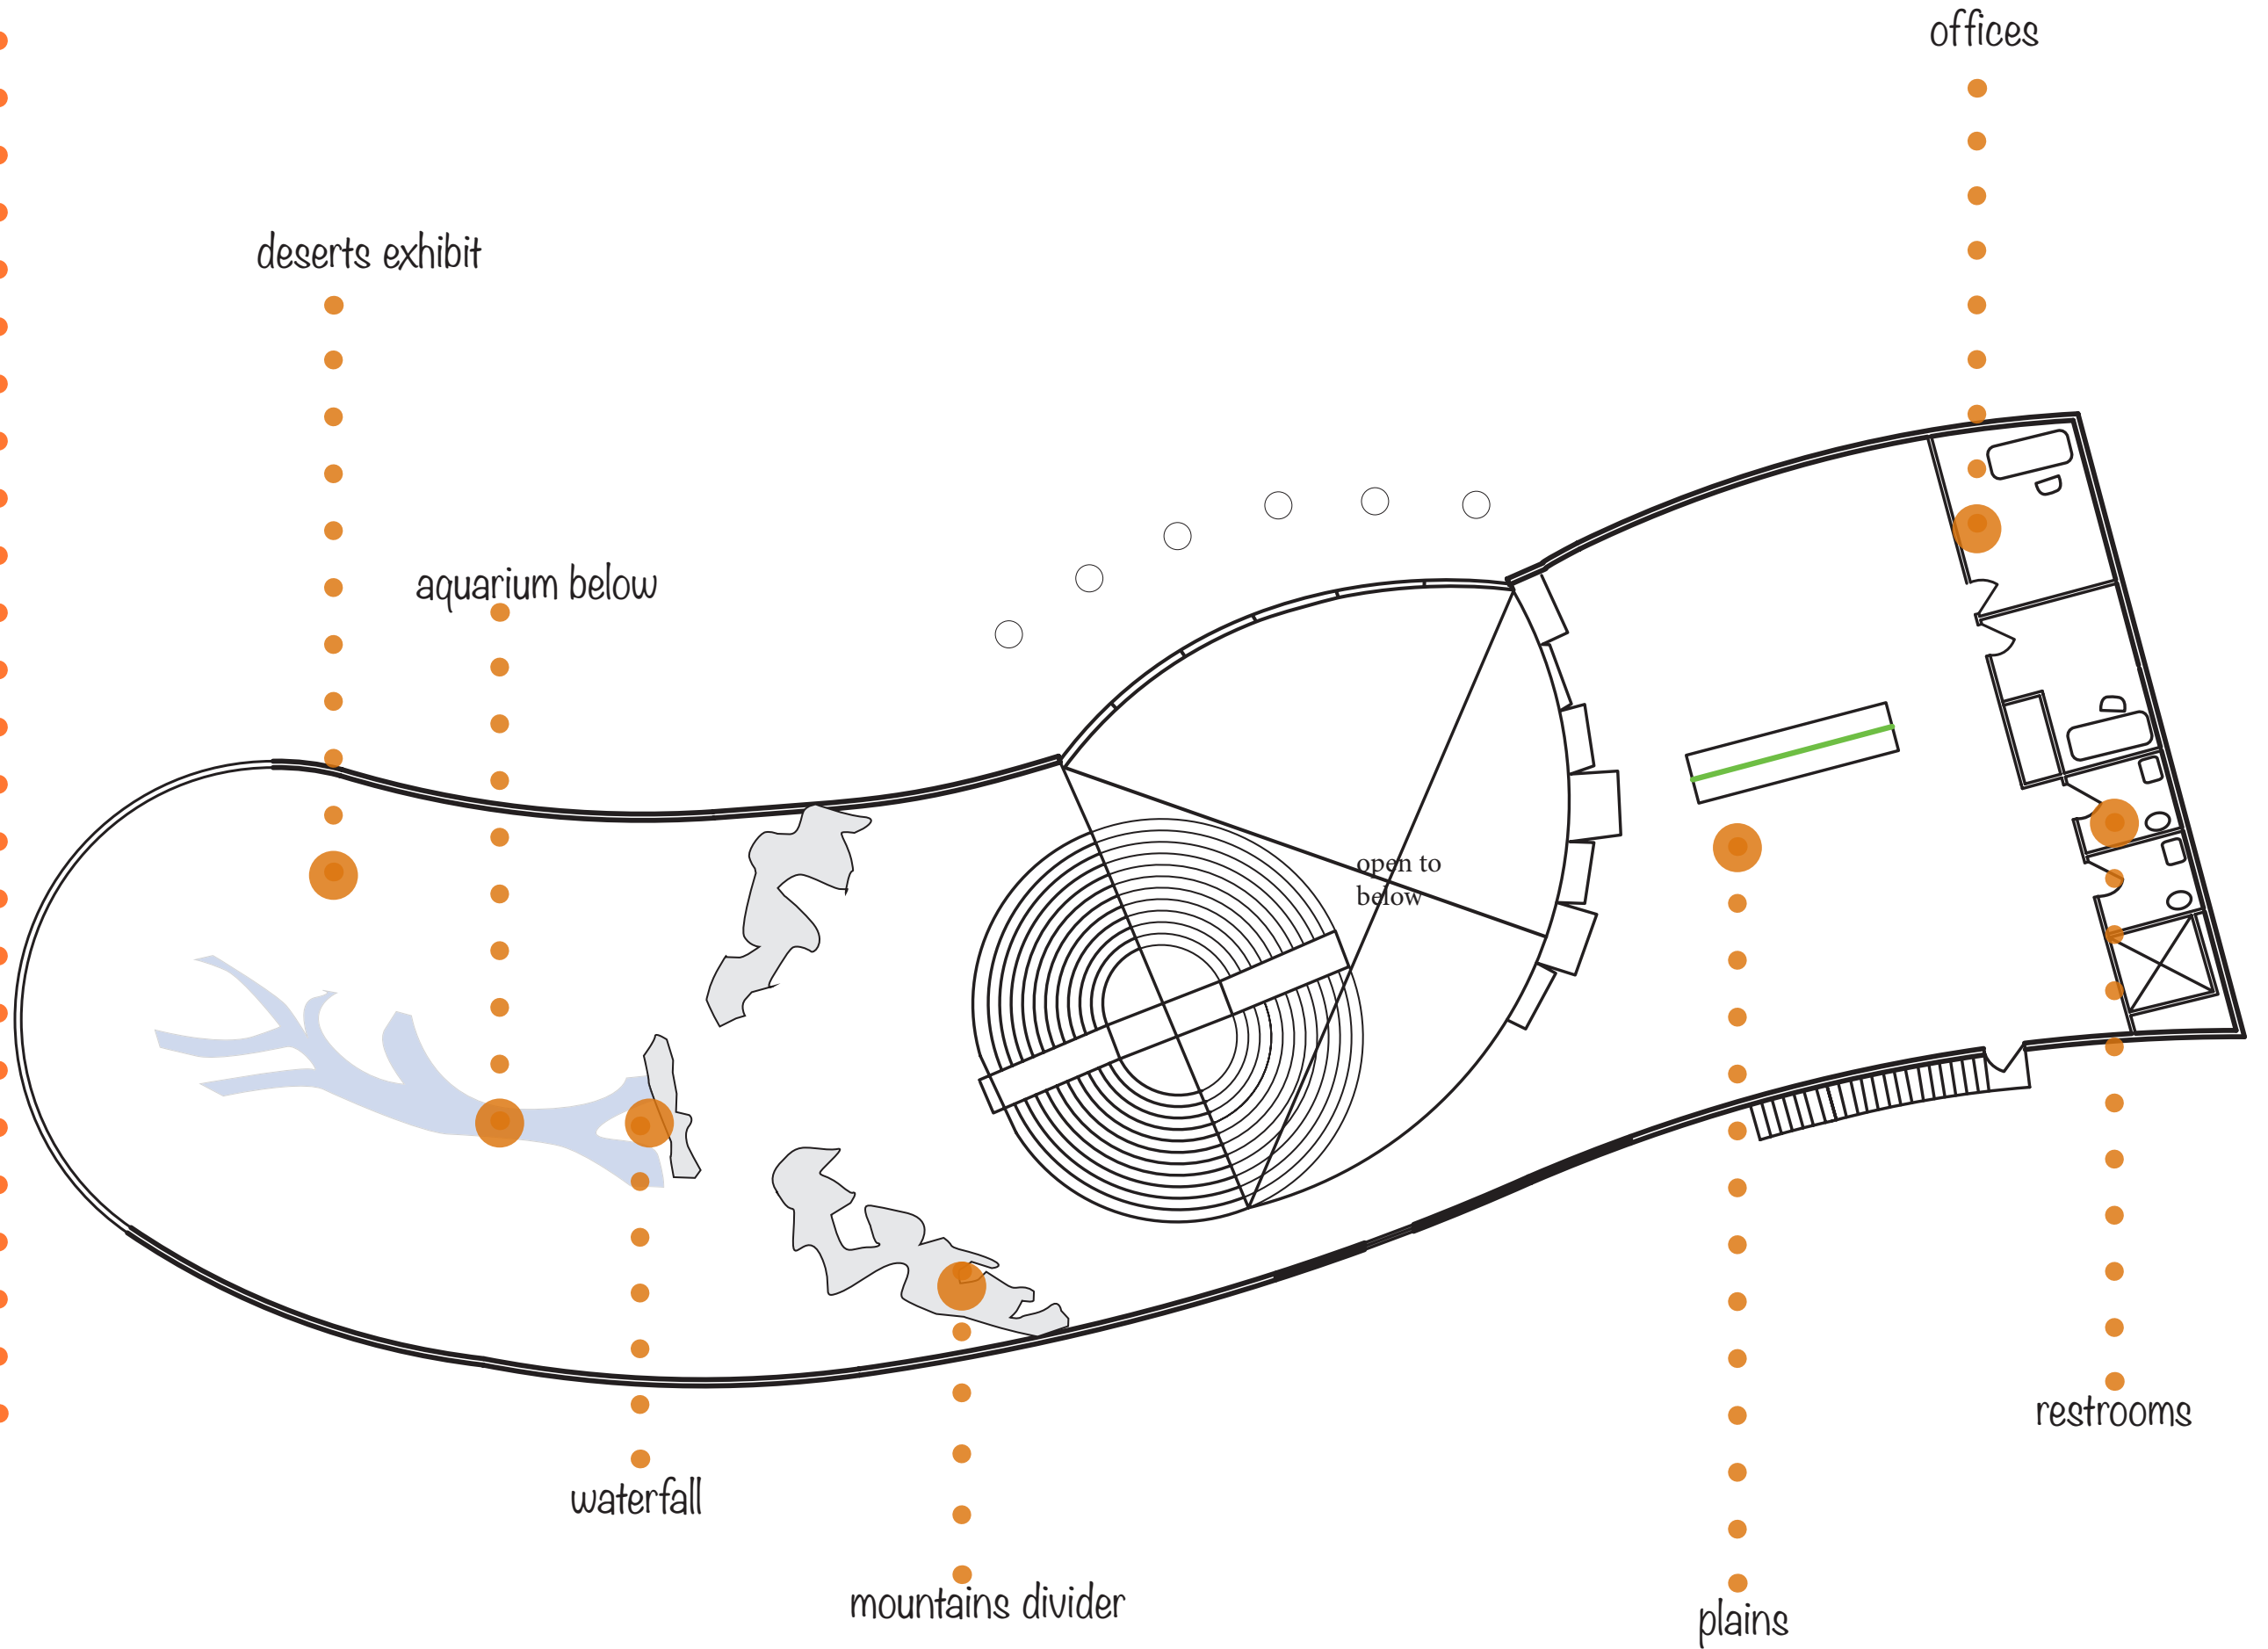 offices
deserts exhibit
aquarium below
open to
below
restrooms
waterfall
mountains divider
plains